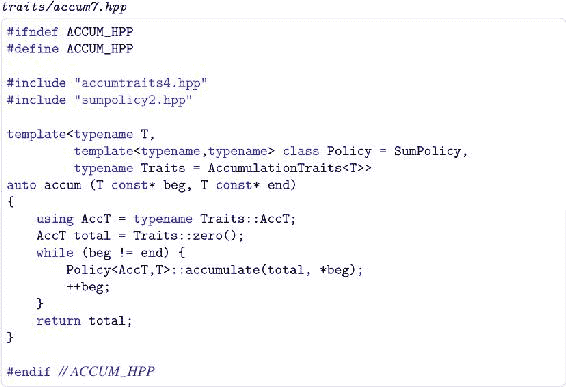 traits/accum7.hpp
#ifndef ACCUM_HPP
#define ACCUM_HPP

#include "accumtraits4.hpp"
#include "sumpolicy2.hpp"

template<typename T,
         template<typename,typename> class Policy = SumPolicy,
         typename Traits = AccumulationTraits<T>>
auto accum (T const* beg, T const* end)
{
    using AccT = typename Traits::AccT;
    AccT total = Traits::zero();
    while (beg != end) {
        Policy<AccT,T>::accumulate(total, *beg);
        ++beg;
    }
    return total;
}

#endif // ACCUM_HPP